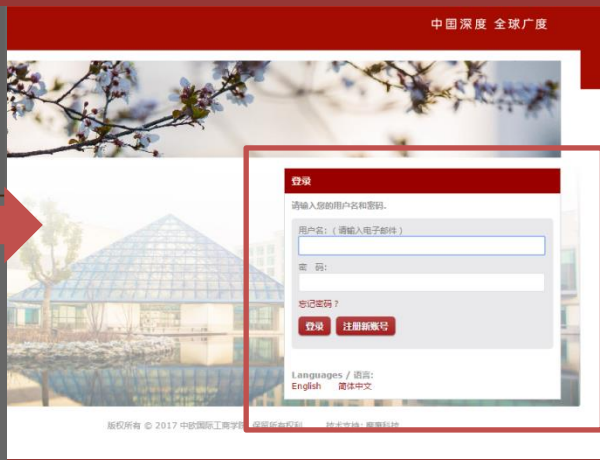 中国深度 全球广度
登录
请输入您的用户名和密码.
用户名: ( 请输入电子邮件 )
密 码:
忘记密码 ?
登录 注册新账号
Languages / 语言:
English 简体中文
版权所有 © 2017 中欧国际工商学院 保留所有权利 技术支持: